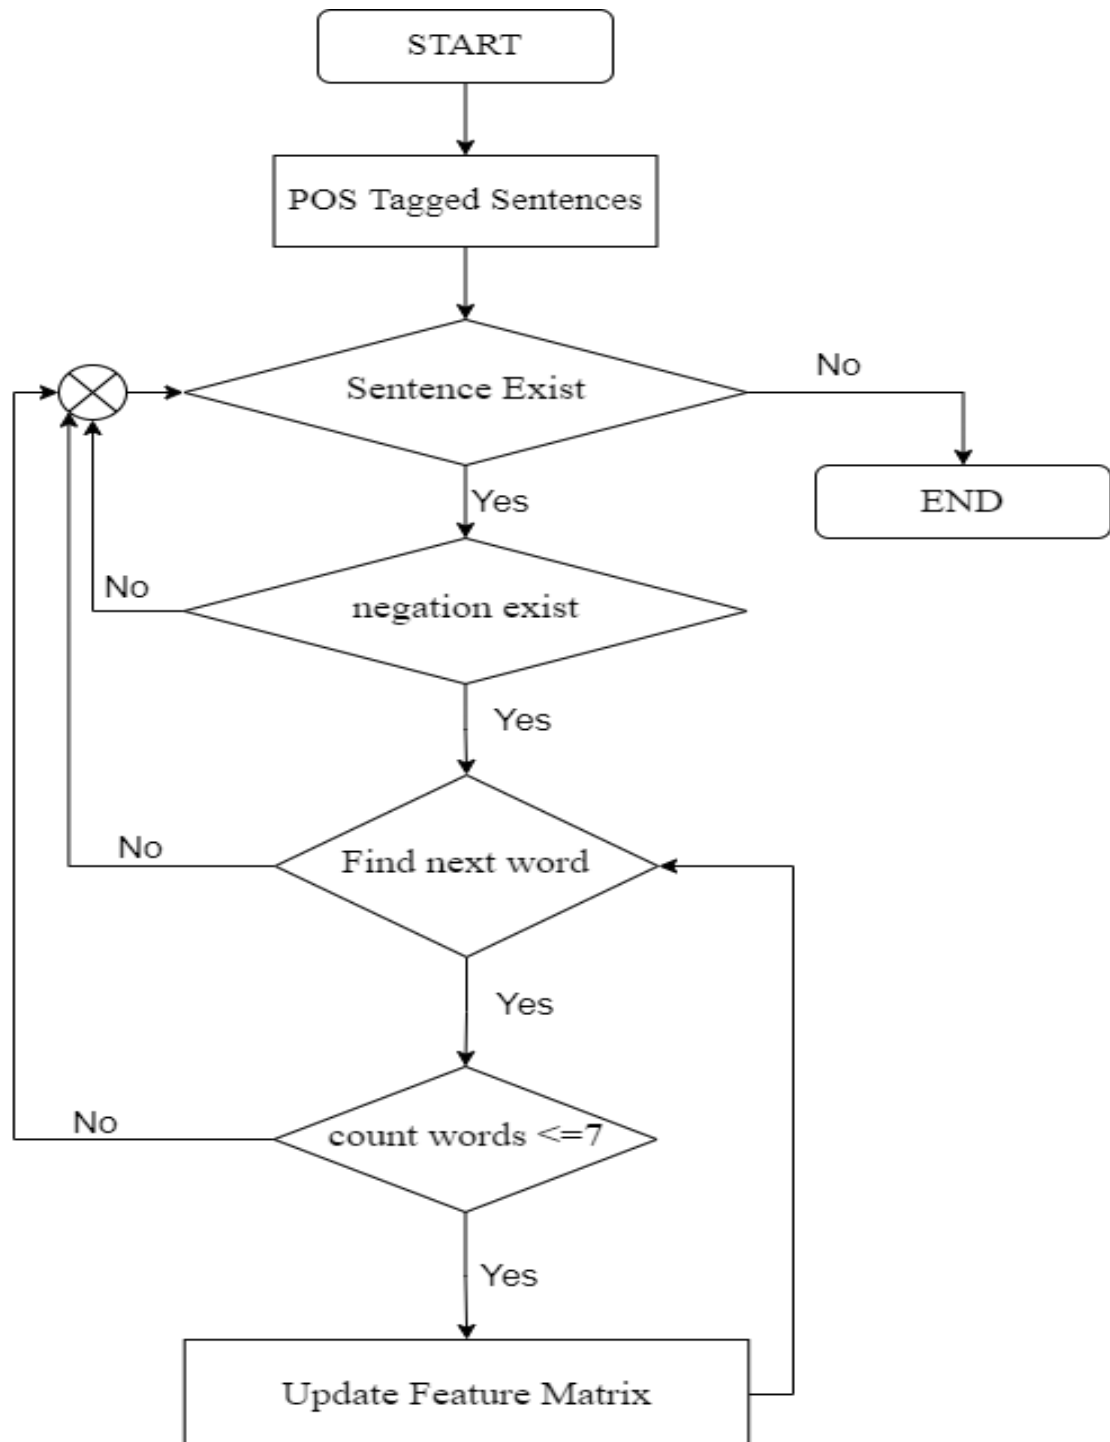 START
POS Tagged Sentences
Sentence Exist
No
END
Yes
negation exist
No
Yes
Find next word
No
Yes
count words <=7
No
Yes
Update Feature Matrix